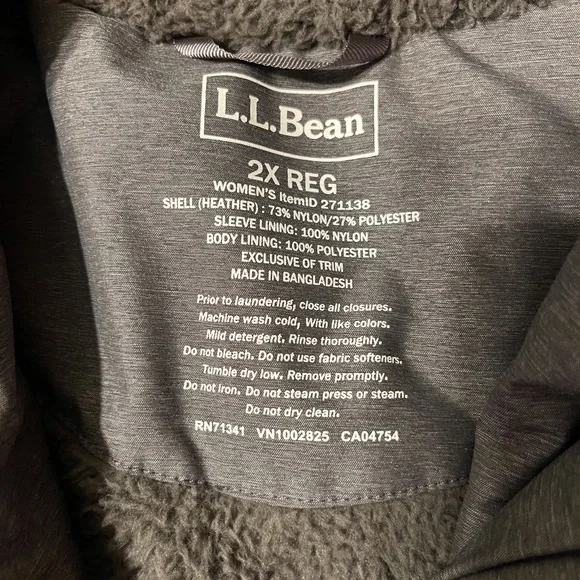 L.L.Bean
2X REG
WOMEN'S ItemID 271138
SHELL (HEATHER) : 73% NYLON/27% POLYESTER
SLEEVE LINING: 100% NYLON
BODY LINING: 100% POLYESTER
EXCLUSIVE OF TRIM
MADE IN BANGLADESH
Prior to laundering, close all closures.
Machine wash cold, With like colors.
Mild detergent. Rinse thoroughly.
Do not bleach. Do not use fabric softeners.
Tumble dry low. Remove promptly.
Do not iron. Do not steam press or steam.
Do not dry clean.
RN71341 VN1002825 CA04754